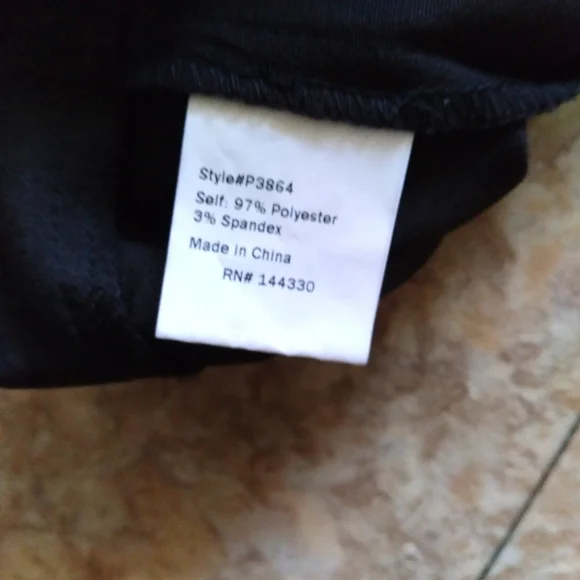 Style#P3864
Self: 97% Polyester
3% Spandex
Made in China
RN# 144330